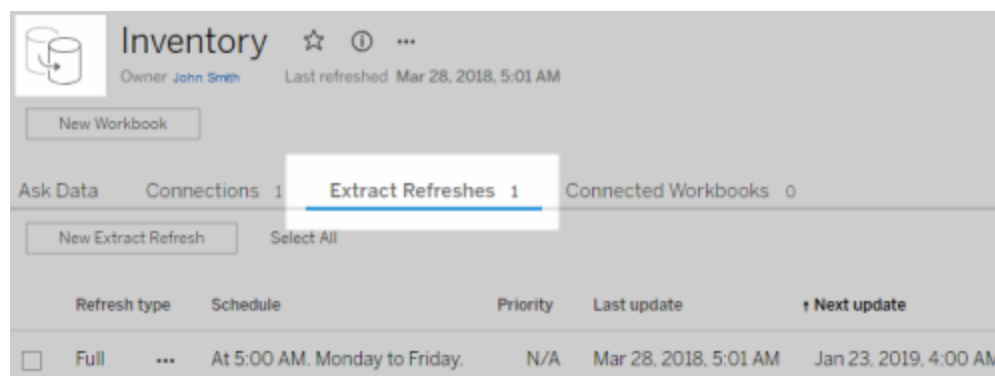 Inventory
Owner John Smith Last refreshed Mar 28, 2018, 5:01 AM
New Workbook
Ask Data Connections 1 Extract Refreshes 1 Connected Workbooks 0
New Extract Refresh Select All
Refresh type Schedule Priority Last update ↑ Next update
Full ••• At 5:00 AM. Monday to Friday. N/A Mar 28, 2018, 5:01 AM Jan 23, 2019, 4:00 AM